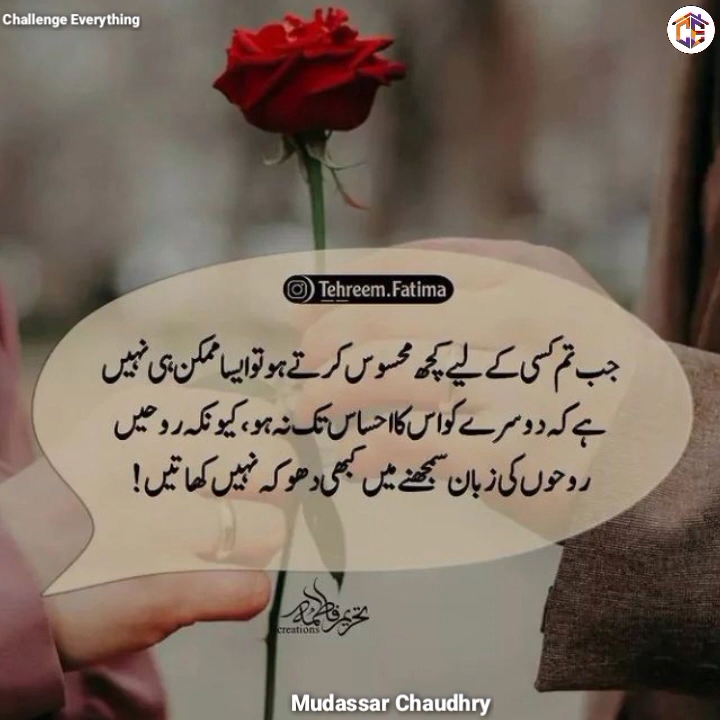 Challenge Everything
Tehreem.Fatima
جب تم کسی کے لیے کچھ محسوس کرتے ہو تو ایسا ممکن ہی نہیں
ہے کہ دوسرے کو اس کا احساس تک نہ ہو، کیونکہ روحیں
روحوں کی زبان سمجھنے میں کبھی دھوکہ نہیں کھاتیں!
تحریم فاطمہ
creations
Mudassar Chaudhry